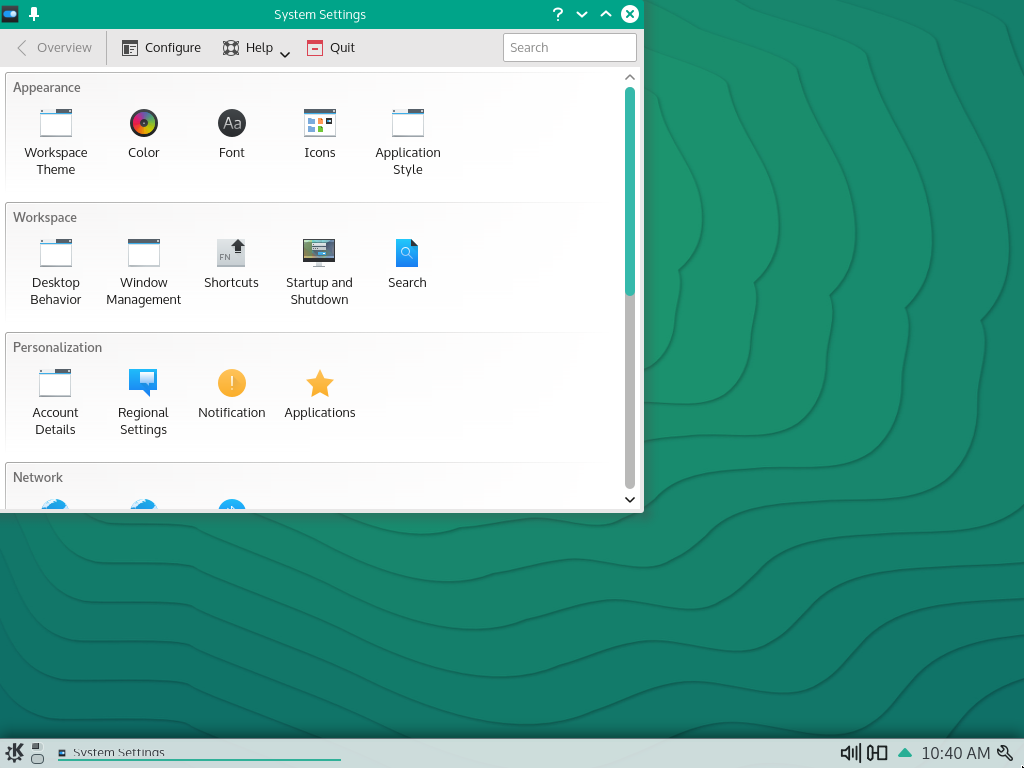 System Settings
Overview
Configure
Help
Quit
Search
Appearance
Workspace Theme
Color
Aa
Font
Icons
Application Style
Workspace
Desktop Behavior
Window Management
FN
Shortcuts
Startup and Shutdown
Search
Personalization
Account Details
Regional Settings
Notification
Applications
Network
System Settings
10:40 AM